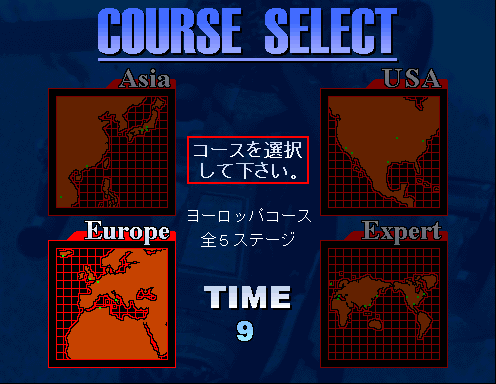 COURSE SELECT
Asia
USA
コースを選択
して下さい。
Europe
ヨーロッパコース
全5ステージ
Expert
TIME
9